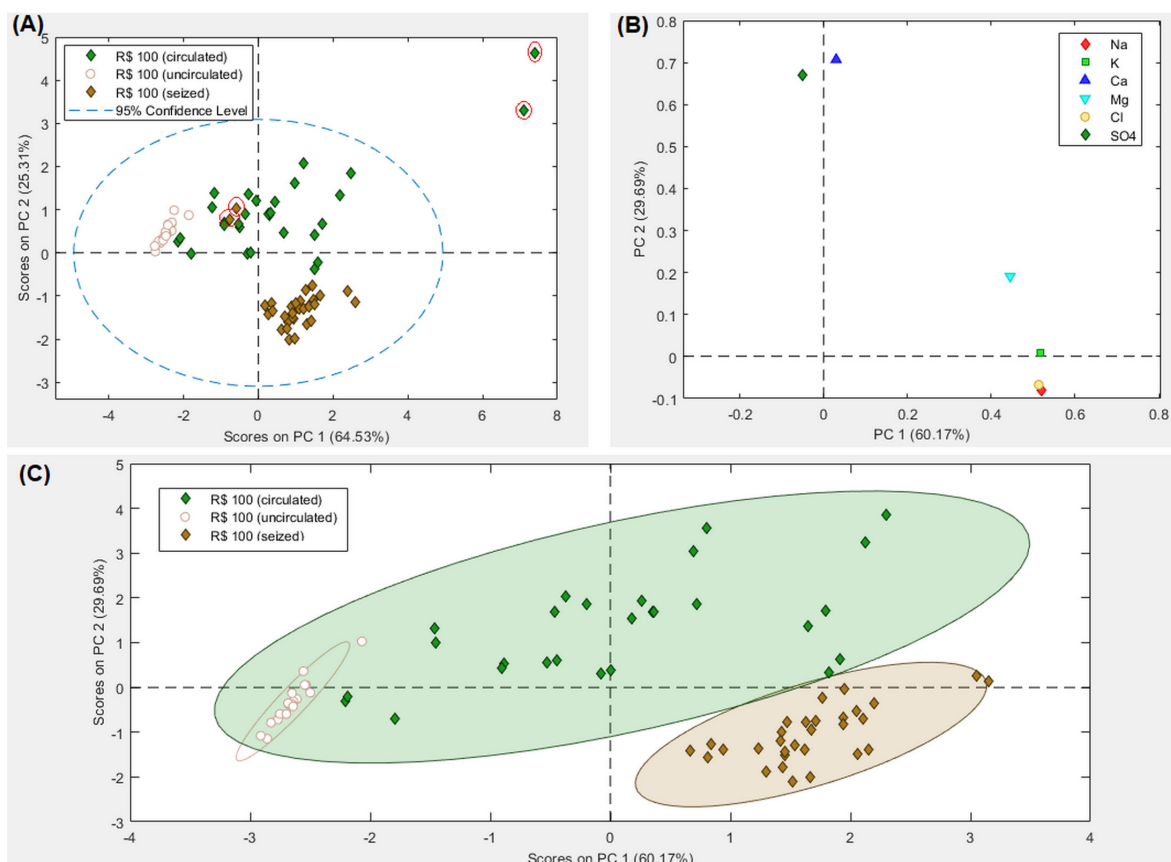 (A)
5
4
3
2
1
0
-1
-2
-3
R$ 100 (circulated)
R$ 100 (uncirculated)
R$ 100 (seized)
95% Confidence Level
Scores on PC 2 (25.31%)
-4
-2
0
2
4
6
8
Scores on PC 1 (64.53%)
(B)
0.8
0.7
0.6
0.5
0.4
0.3
0.2
0.1
0
-0.1
Na
K
Ca
Mg
Cl
SO4
PC 2 (29.69%)
-0.2
0
0.2
0.4
0.6
0.8
PC 1 (60.17%)
(C)
5
4
3
2
1
0
-1
-2
-3
R$ 100 (circulated)
R$ 100 (uncirculated)
R$ 100 (seized)
Scores on PC 2 (29.69%)
-4
-3
-2
-1
0
1
2
3
4
Scores on PC 1 (60.17%)